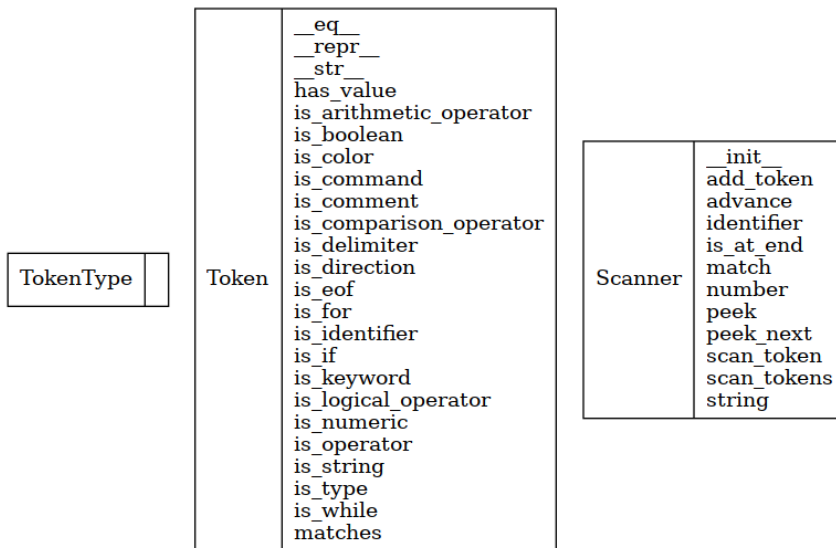 TokenType
Token
__eq__
__repr__
__str__
has_value
is_arithmetic_operator
is_boolean
is_color
is_command
is_comment
is_comparison_operator
is_delimiter
is_direction
is_eof
is_for
is_identifier
is_if
is_keyword
is_logical_operator
is_numeric
is_operator
is_string
is_type
is_while
matches
Scanner
__init__
add_token
advance
identifier
is_at_end
match
number
peek
peek_next
scan_token
scan_tokens
string